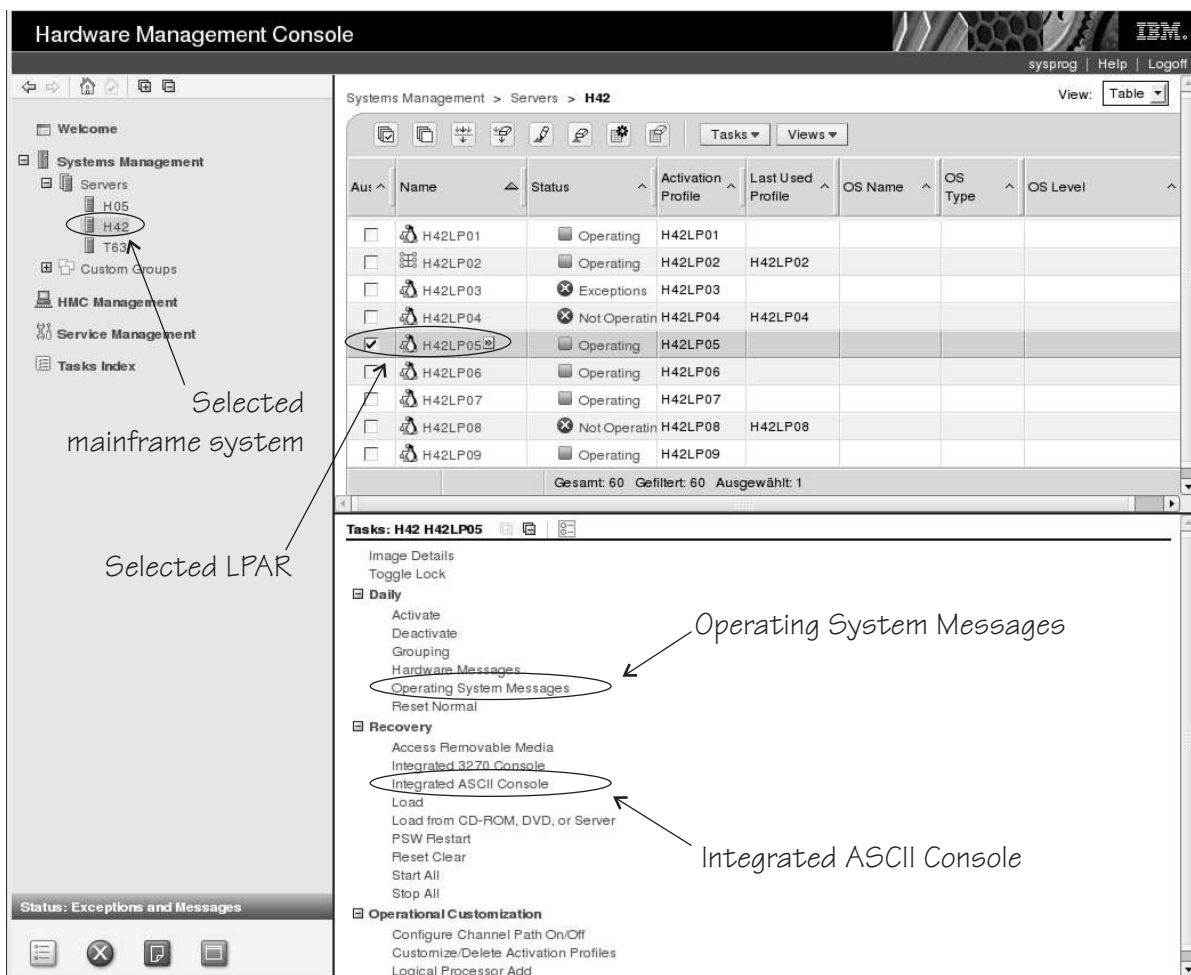 Hardware Management Console
IBM.
sysprog | Help | Logoff
Welcome
Systems Management
Servers
H05
H42
T63
Custom Groups
HMC Management
Service Management
Tasks Index
Selected
mainframe system
Selected LPAR
Status: Exceptions and Messages
Systems Management > Servers > H42
View: Table
Tasks Views
Aus Name Status Activation Profile Last Used Profile OS Name OS Type OS Level
H42LP01 Operating H42LP01
H42LP02 Operating H42LP02 H42LP02
H42LP03 Exceptions H42LP03
H42LP04 Not Operatin H42LP04 H42LP04
H42LP05 Operating H42LP05
H42LP06 Operating H42LP06
H42LP07 Operating H42LP07
H42LP08 Not Operatin H42LP08 H42LP08
H42LP09 Operating H42LP09
Gesamt: 60 Gefiltert: 60 Ausgewählt: 1
Tasks: H42 H42LP05
Image Details
Toggle Lock
Daily
Activate
Deactivate
Grouping
Hardware Messages
Operating System Messages
Reset Normal
Recovery
Access Removable Media
Integrated 3270 Console
Integrated ASCII Console
Load
Load from CD-ROM, DVD, or Server
PSW Restart
Reset Clear
Start All
Stop All
Operational Customization
Configure Channel Path On/Off
Customize/Delete Activation Profiles
Logical Processor Add
Operating System Messages
Integrated ASCII Console